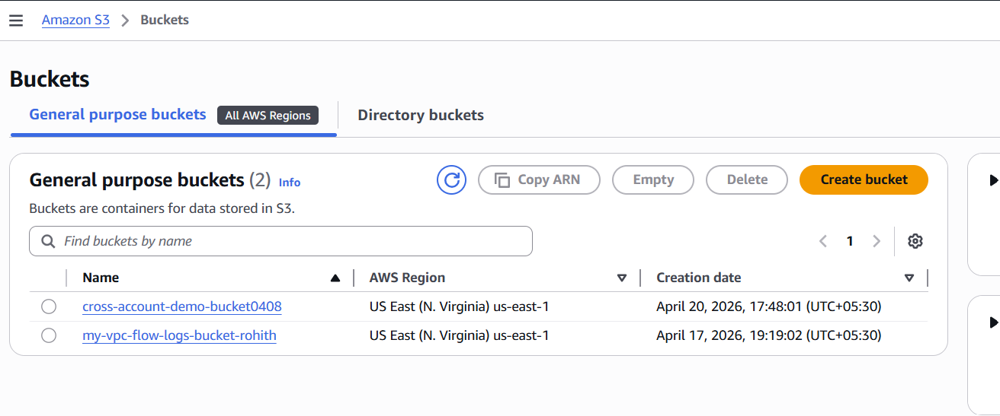 Amazon S3 > Buckets
Buckets
General purpose buckets All AWS Regions Directory buckets
General purpose buckets (2) Info Copy ARN Empty Delete Create bucket
Buckets are containers for data stored in S3.
Find buckets by name < 1 >
Name AWS Region Creation date
cross-account-demo-bucket0408 US East (N. Virginia) us-east-1 April 20, 2026, 17:48:01 (UTC+05:30)
my-vpc-flow-logs-bucket-rohith US East (N. Virginia) us-east-1 April 17, 2026, 19:19:02 (UTC+05:30)